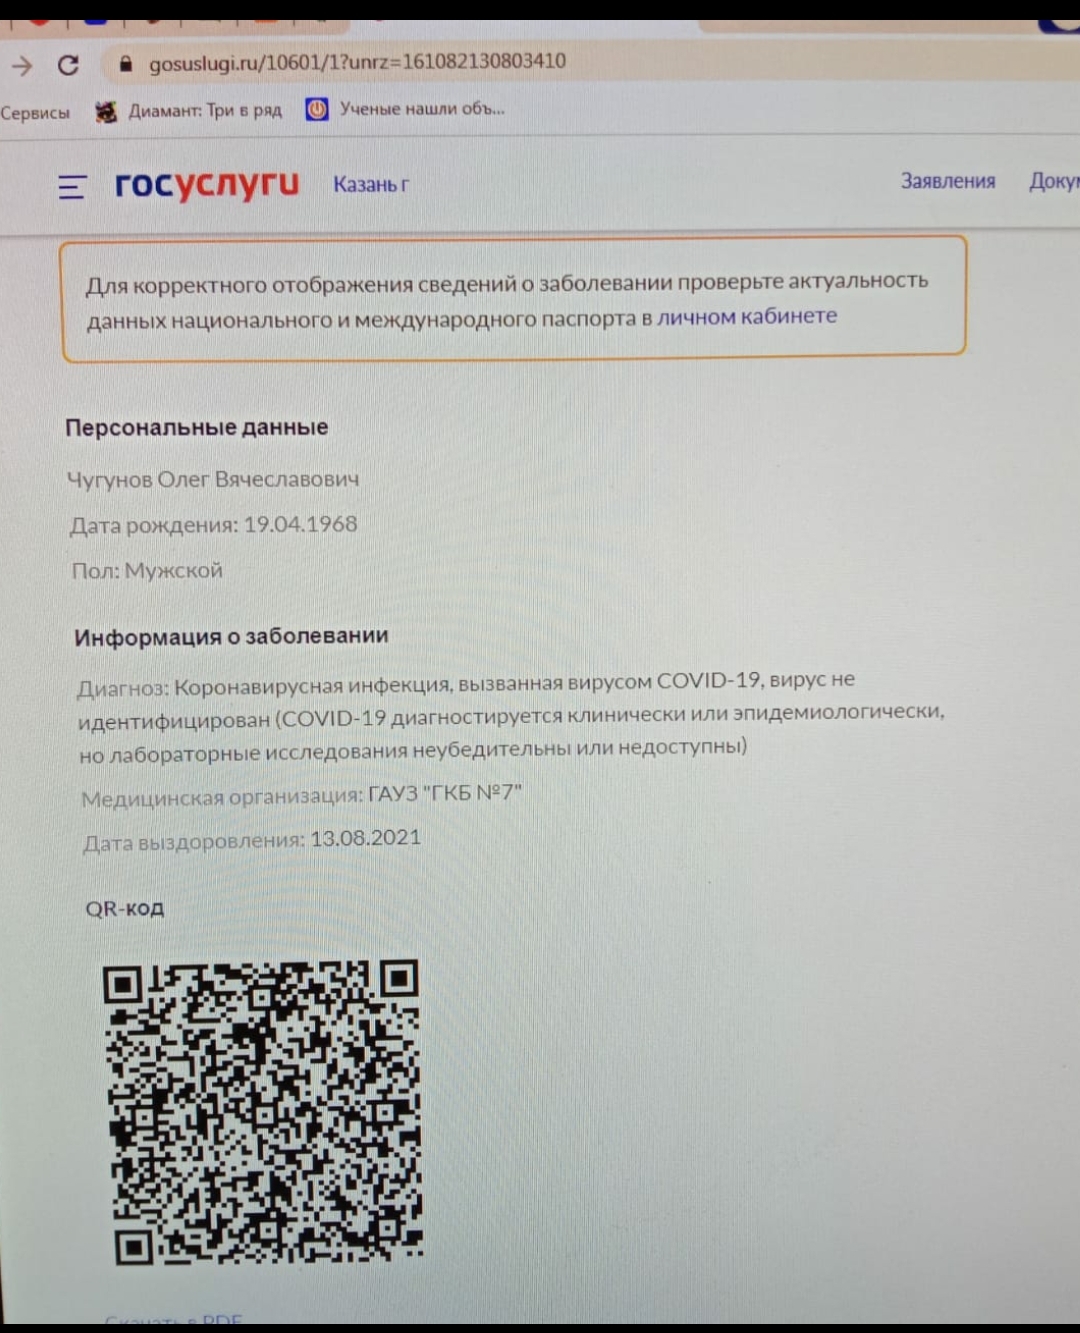 gosuslugi.ru/10601/1?unrz=161082130803410
Сервисы Диамант: Три в ряд Ученые нашли объ...
госуслуги Казань г Заявления Докум
Для корректного отображения сведений о заболевании проверьте актуальность
данных национального и международного паспорта в личном кабинете
Персональные данные
Чугунов Олег Вячеславович
Дата рождения: 19.04.1968
Пол: Мужской
Информация о заболевании
Диагноз: Коронавирусная инфекция, вызванная вирусом COVID-19, вирус не
идентифицирован (COVID-19 диагностируется клинически или эпидемиологически,
но лабораторные исследования неубедительны или недоступны)
Медицинская организация: ГАУЗ "ГКБ №7"
Дата выздоровления: 13.08.2021
QR-код
Скачать в PDF